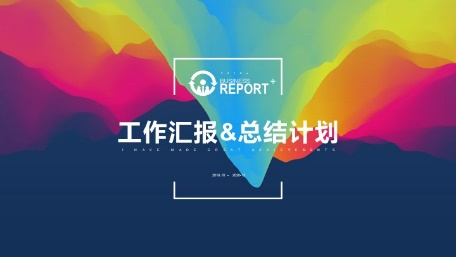 BUSINESS
REPORT+
工作汇报&总结计划
I HAVE MADE GREAT ACHIEVEMENTS